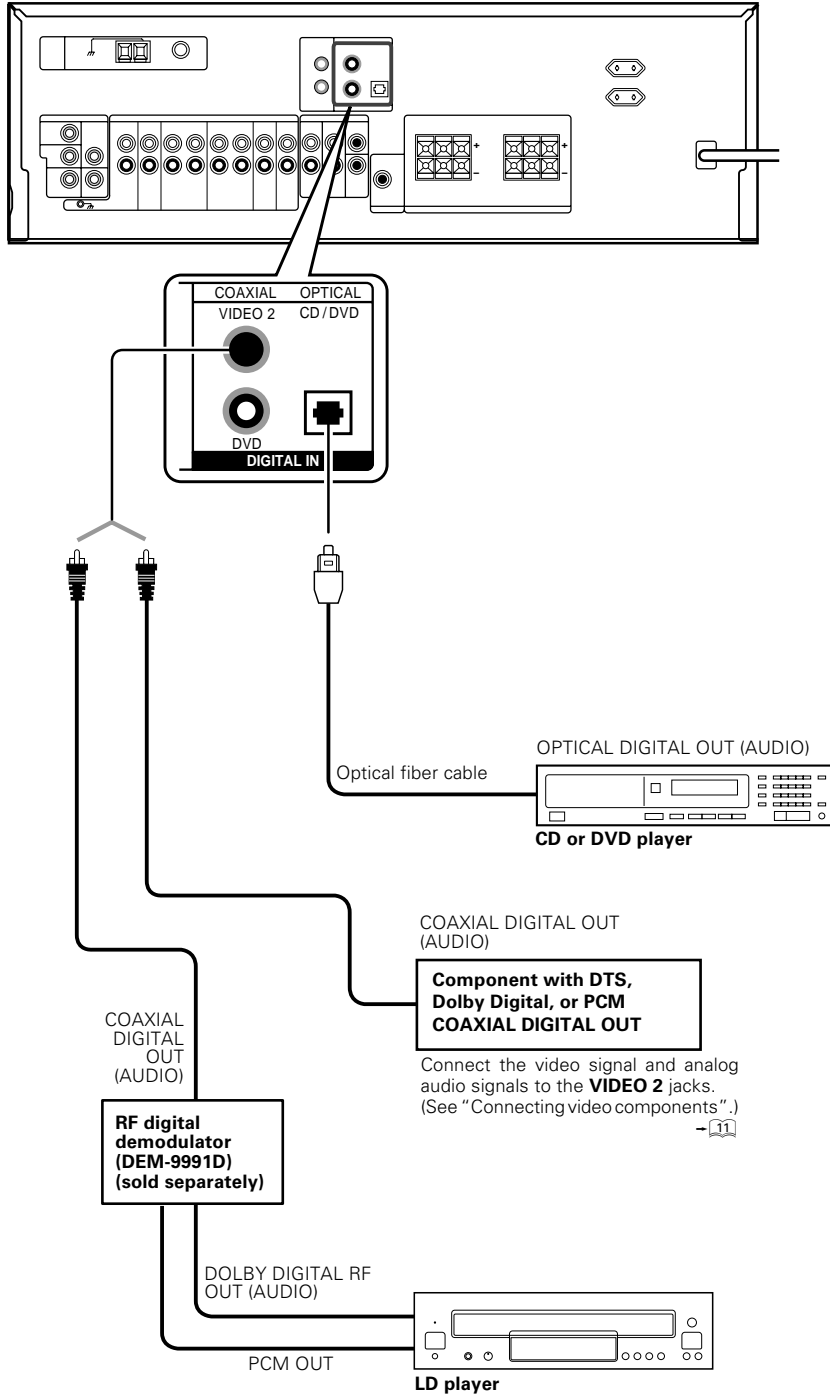 +
–
+
–
COAXIAL OPTICAL
VIDEO 2 CD / DVD
DVD
DIGITAL IN
OPTICAL DIGITAL OUT (AUDIO)
Optical fiber cable
CD or DVD player
COAXIAL DIGITAL OUT
(AUDIO)
Component with DTS,
Dolby Digital, or PCM
COAXIAL DIGITAL OUT
Connect the video signal and analog
audio signals to the VIDEO 2 jacks.
(See "Connecting video components".)
→ 11
COAXIAL
DIGITAL
OUT
(AUDIO)
RF digital
demodulator
(DEM-9991D)
(sold separately)
DOLBY DIGITAL RF
OUT (AUDIO)
PCM OUT
LD player